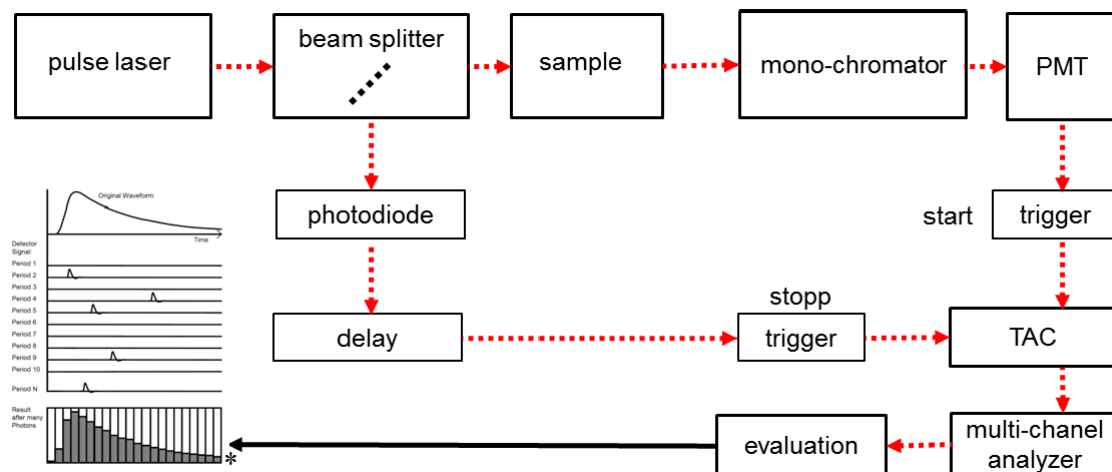 pulse laser
beam splitter
sample
mono-chromator
PMT
photodiode
start
trigger
delay
stopp
trigger
TAC
multi-chanel
analyzer
evaluation
Original Waveform
Time
Detector
Signal:
Period 1
Period 2
Period 3
Period 4
Period 5
Period 6
Period 7
Period 8
Period 9
Period 10
Period N
Result
after many
Photons
*